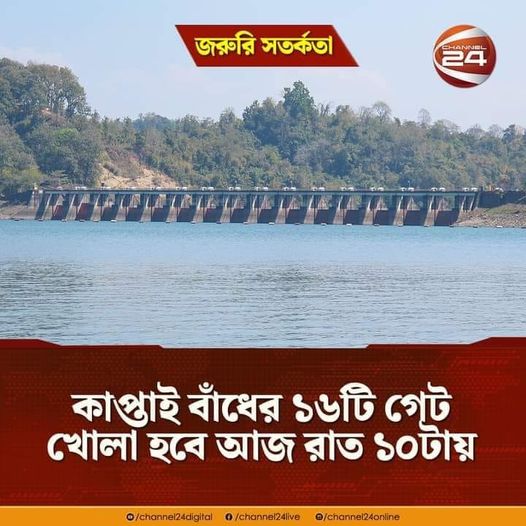 জরুরি সতর্কতা
CHANNEL
24
কাপ্তাই বাঁধের ১৬টি গেট
খোলা হবে আজ রাত ১০টায়
/channel24digital /channel24live /channel24online